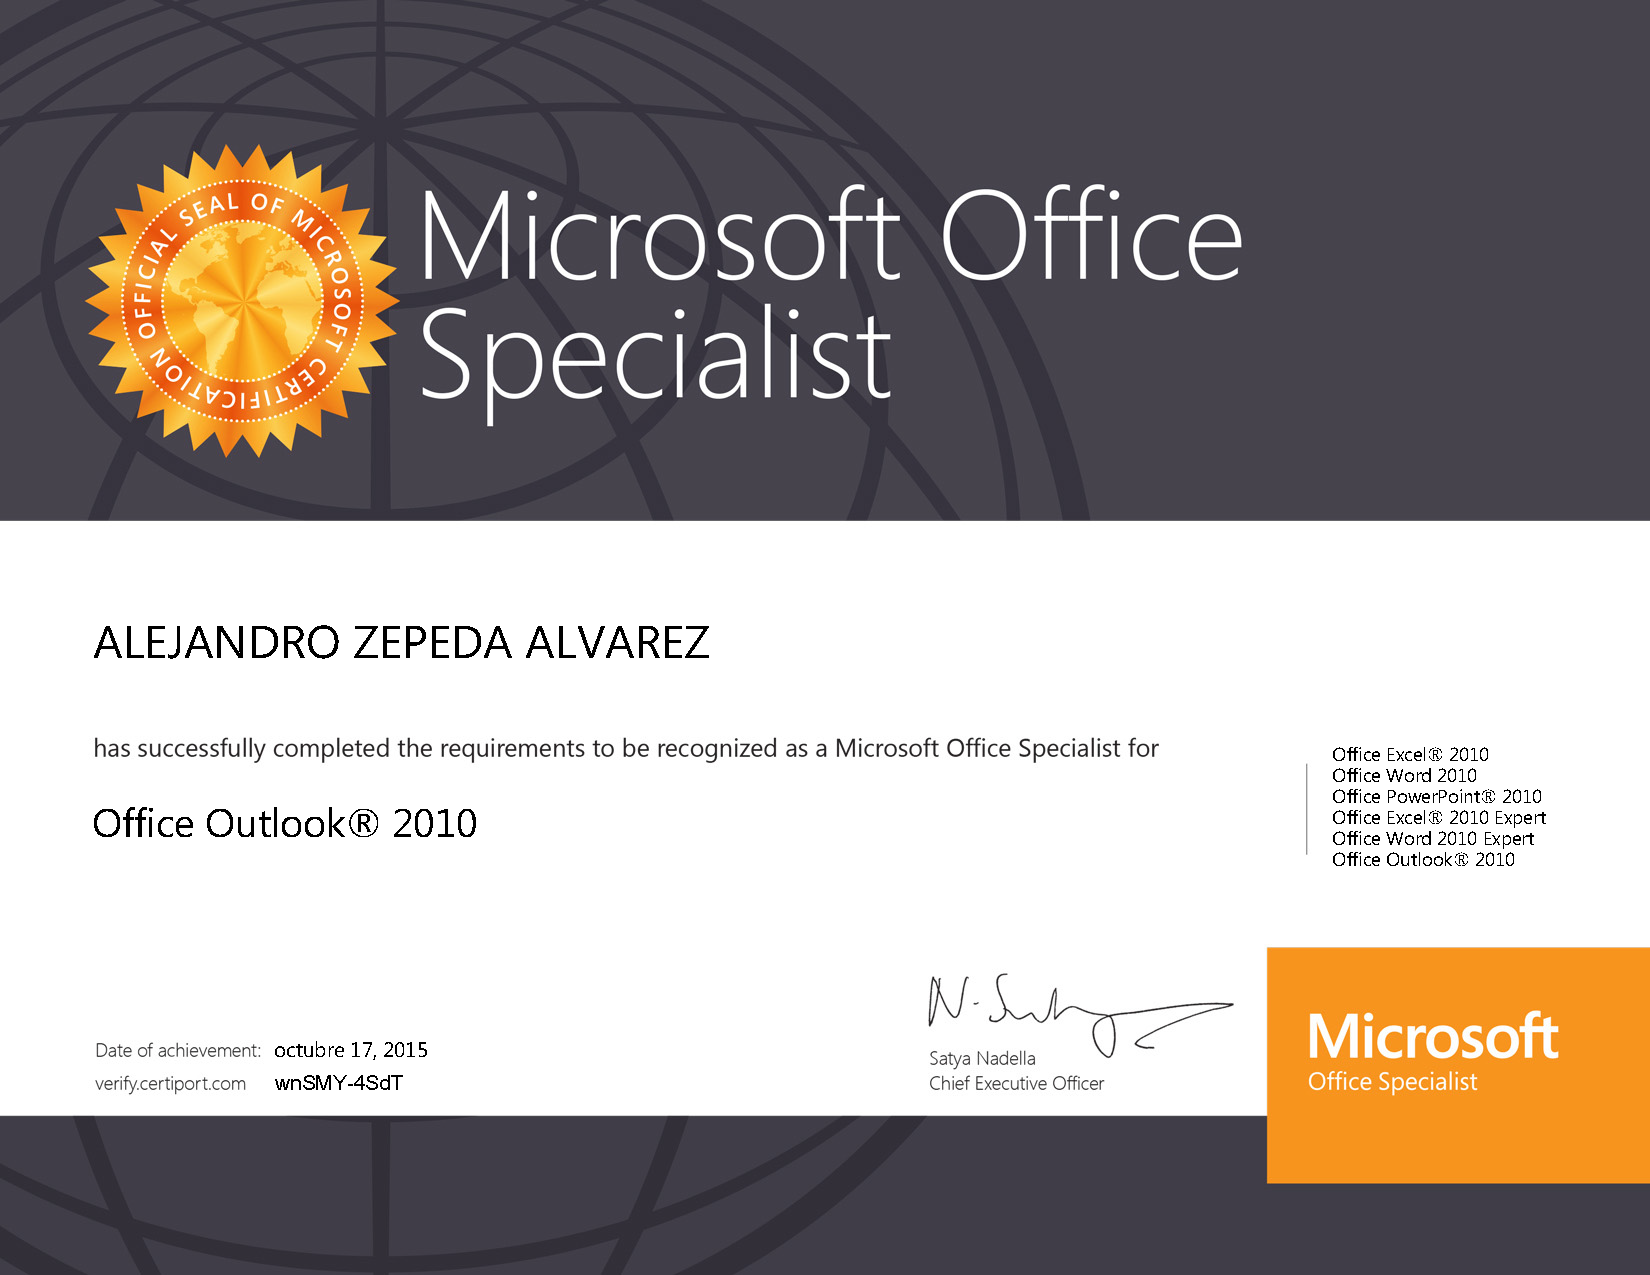 OFFICIAL SEAL OF MICROSOFT CERTIFICATION
Microsoft Office
Specialist
ALEJANDRO ZEPEDA ALVAREZ
has successfully completed the requirements to be recognized as a Microsoft Office Specialist for
Office Outlook® 2010
Office Excel® 2010
Office Word 2010
Office PowerPoint® 2010
Office Excel® 2010 Expert
Office Word 2010 Expert
Office Outlook® 2010
Date of achievement: octubre 17, 2015
verify.certiport.com wnSMY-4SdT
Satya Nadella
Chief Executive Officer
Microsoft
Office Specialist